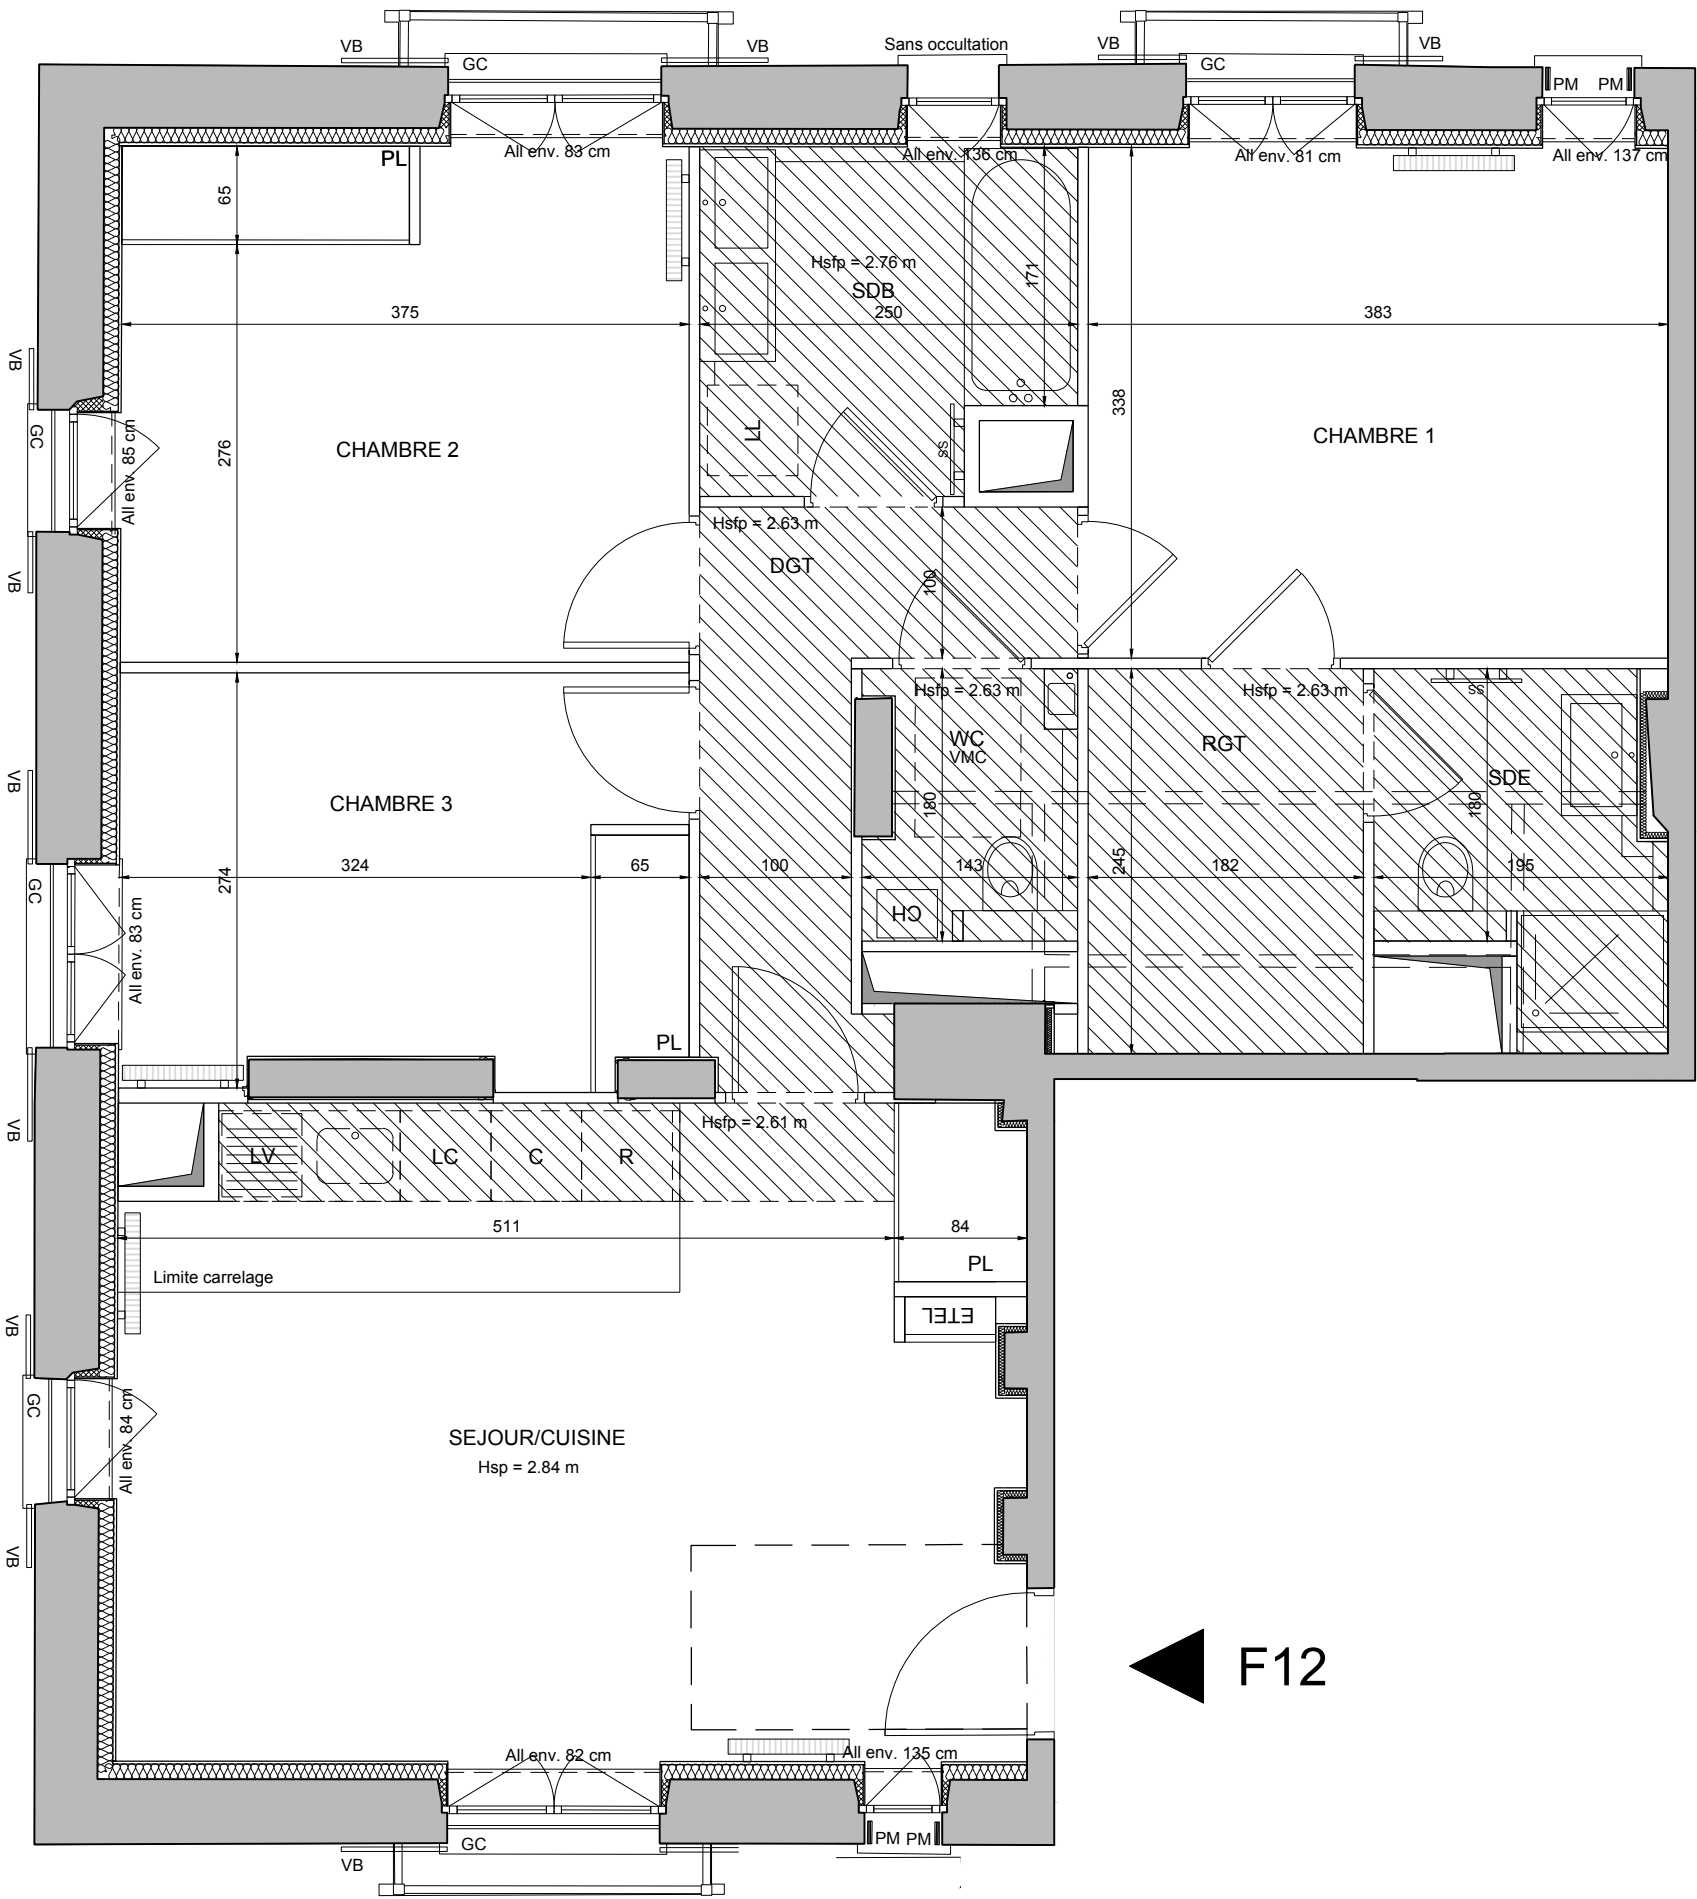 VB
VB
Sans occultation
VB
VB
GC
GC
PM
PM
All env. 83 cm
All env. 136 cm
All env. 81 cm
All env. 137 cm
PL
65
Hsfp = 2.76 m
SDB
171
375
250
383
VB
GC
All env. 85 cm
276
CHAMBRE 2
LL
SS
338
CHAMBRE 1
Hsfp = 2.63 m
DGT
100
VB
Hsfp = 2.63 m
Hsfp = 2.63 m
SS
WC
VMC
RGT
SDE
VB
CHAMBRE 3
180
180
GC
274
324
65
100
143
245
182
195
CH
All env. 83 cm
PL
VB
Hsfp = 2.61 m
LV
LC
C
R
511
84
PL
Limite carrelage
ETEL
VB
GC
All env. 84 cm
SEJOUR/CUISINE
Hsp = 2.84 m
VB
F12
All env. 82 cm
All env. 135 cm
GC
PM
PM
VB